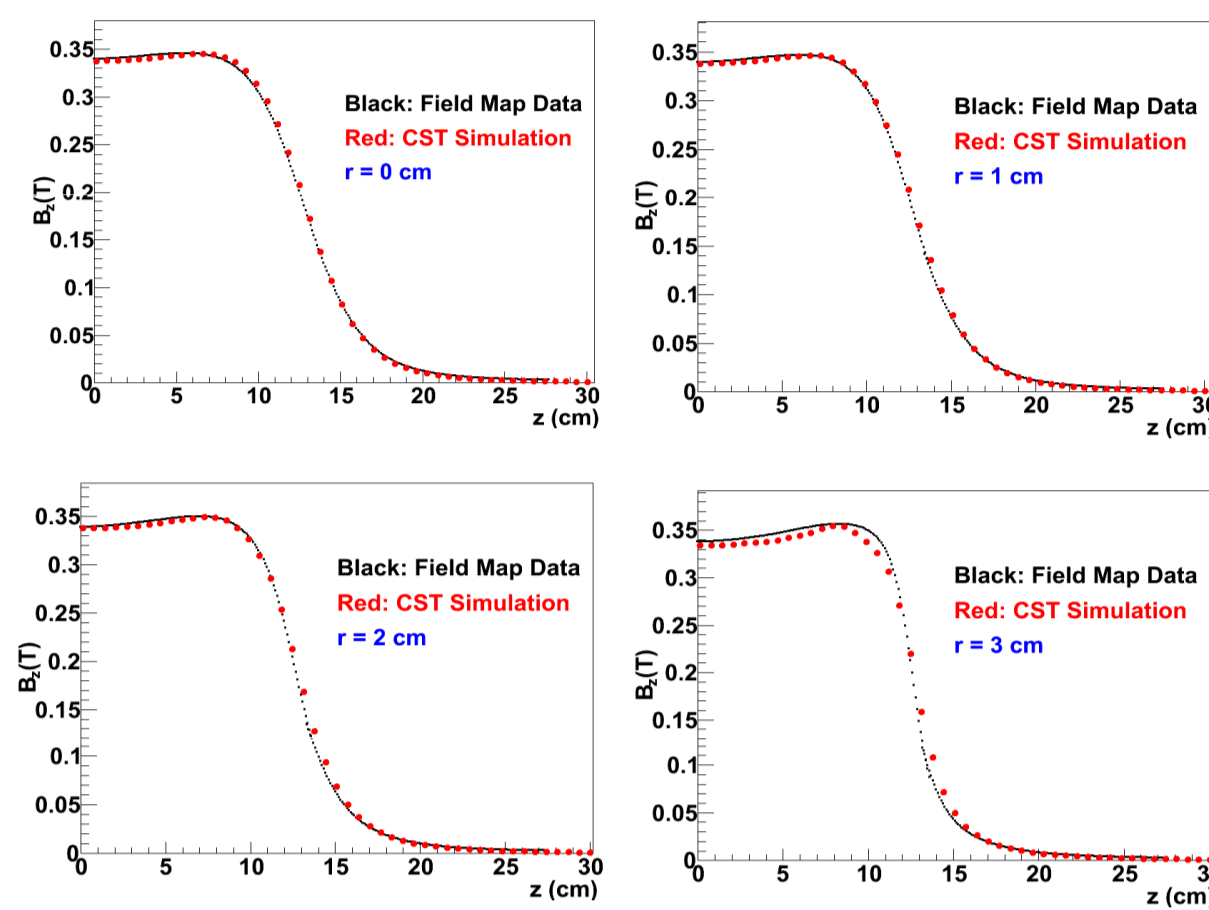 0.35
0.3
0.25
0.2
0.15
0.1
0.05
0
B_z(T)
Black: Field Map Data
Red: CST Simulation
r = 0 cm
0 5 10 15 20 25 30
z (cm)
0.35
0.3
0.25
0.2
0.15
0.1
0.05
0
B_z(T)
Black: Field Map Data
Red: CST Simulation
r = 1 cm
0 5 10 15 20 25 30
z (cm)
0.35
0.3
0.25
0.2
0.15
0.1
0.05
0
B_z(T)
Black: Field Map Data
Red: CST Simulation
r = 2 cm
0 5 10 15 20 25 30
z (cm)
0.35
0.3
0.25
0.2
0.15
0.1
0.05
0
B_z(T)
Black: Field Map Data
Red: CST Simulation
r = 3 cm
0 5 10 15 20 25 3
z (cm)